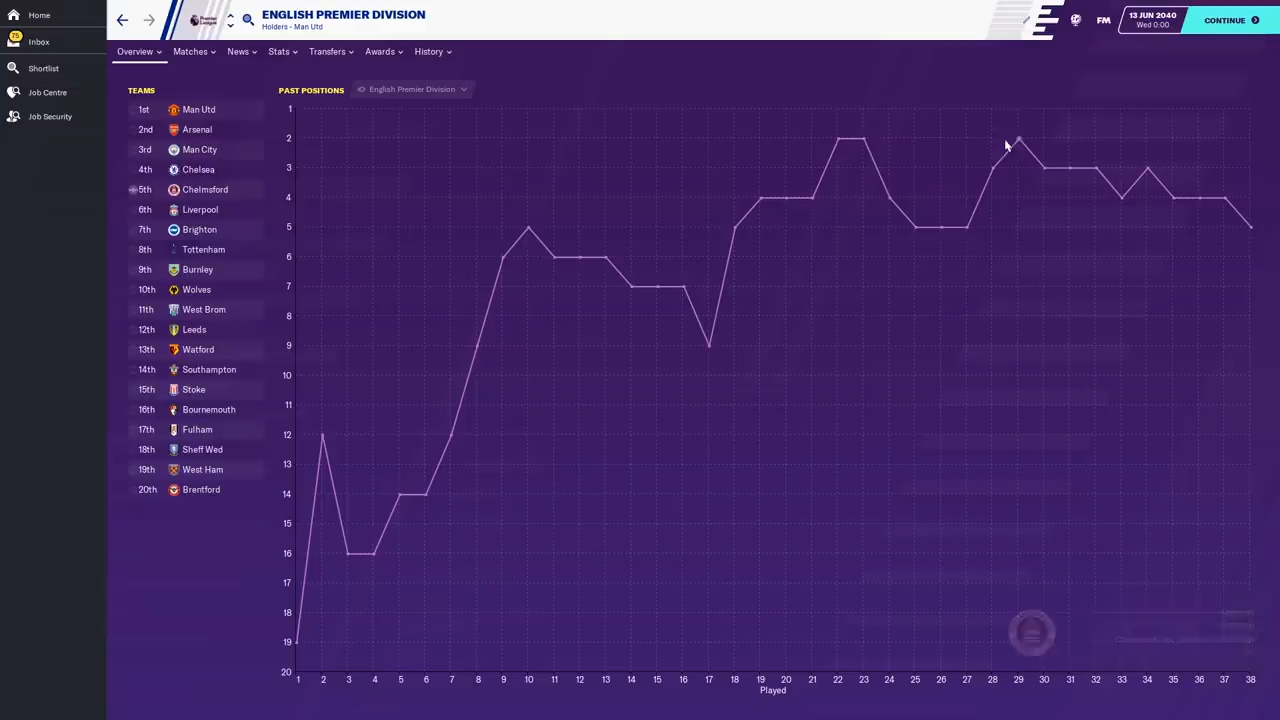 Home
75
Inbox
Shortlist
Job Centre
Job Security
Premier
League
ENGLISH PREMIER DIVISION
Holders - Man Utd
FM
13 JUN 2040
Wed 0:00
CONTINUE
Overview
Matches
News
Stats
Transfers
Awards
History
TEAMS
1st Man Utd
2nd Arsenal
3rd Man City
4th Chelsea
5th Chelmsford
6th Liverpool
7th Brighton
8th Tottenham
9th Burnley
10th Wolves
11th West Brom
12th Leeds
13th Watford
14th Southampton
15th Stoke
16th Bournemouth
17th Fulham
18th Sheff Wed
19th West Ham
20th Brentford
PAST POSITIONS
English Premier Division
1
2
3
4
5
6
7
8
9
10
11
12
13
14
15
16
17
18
19
20
1 2 3 4 5 6 7 8 9 10 11 12 13 14 15 16 17 18 19 20 21 22 23 24 25 26 27 28 29 30 31 32 33 34 35 36 37 38
Played